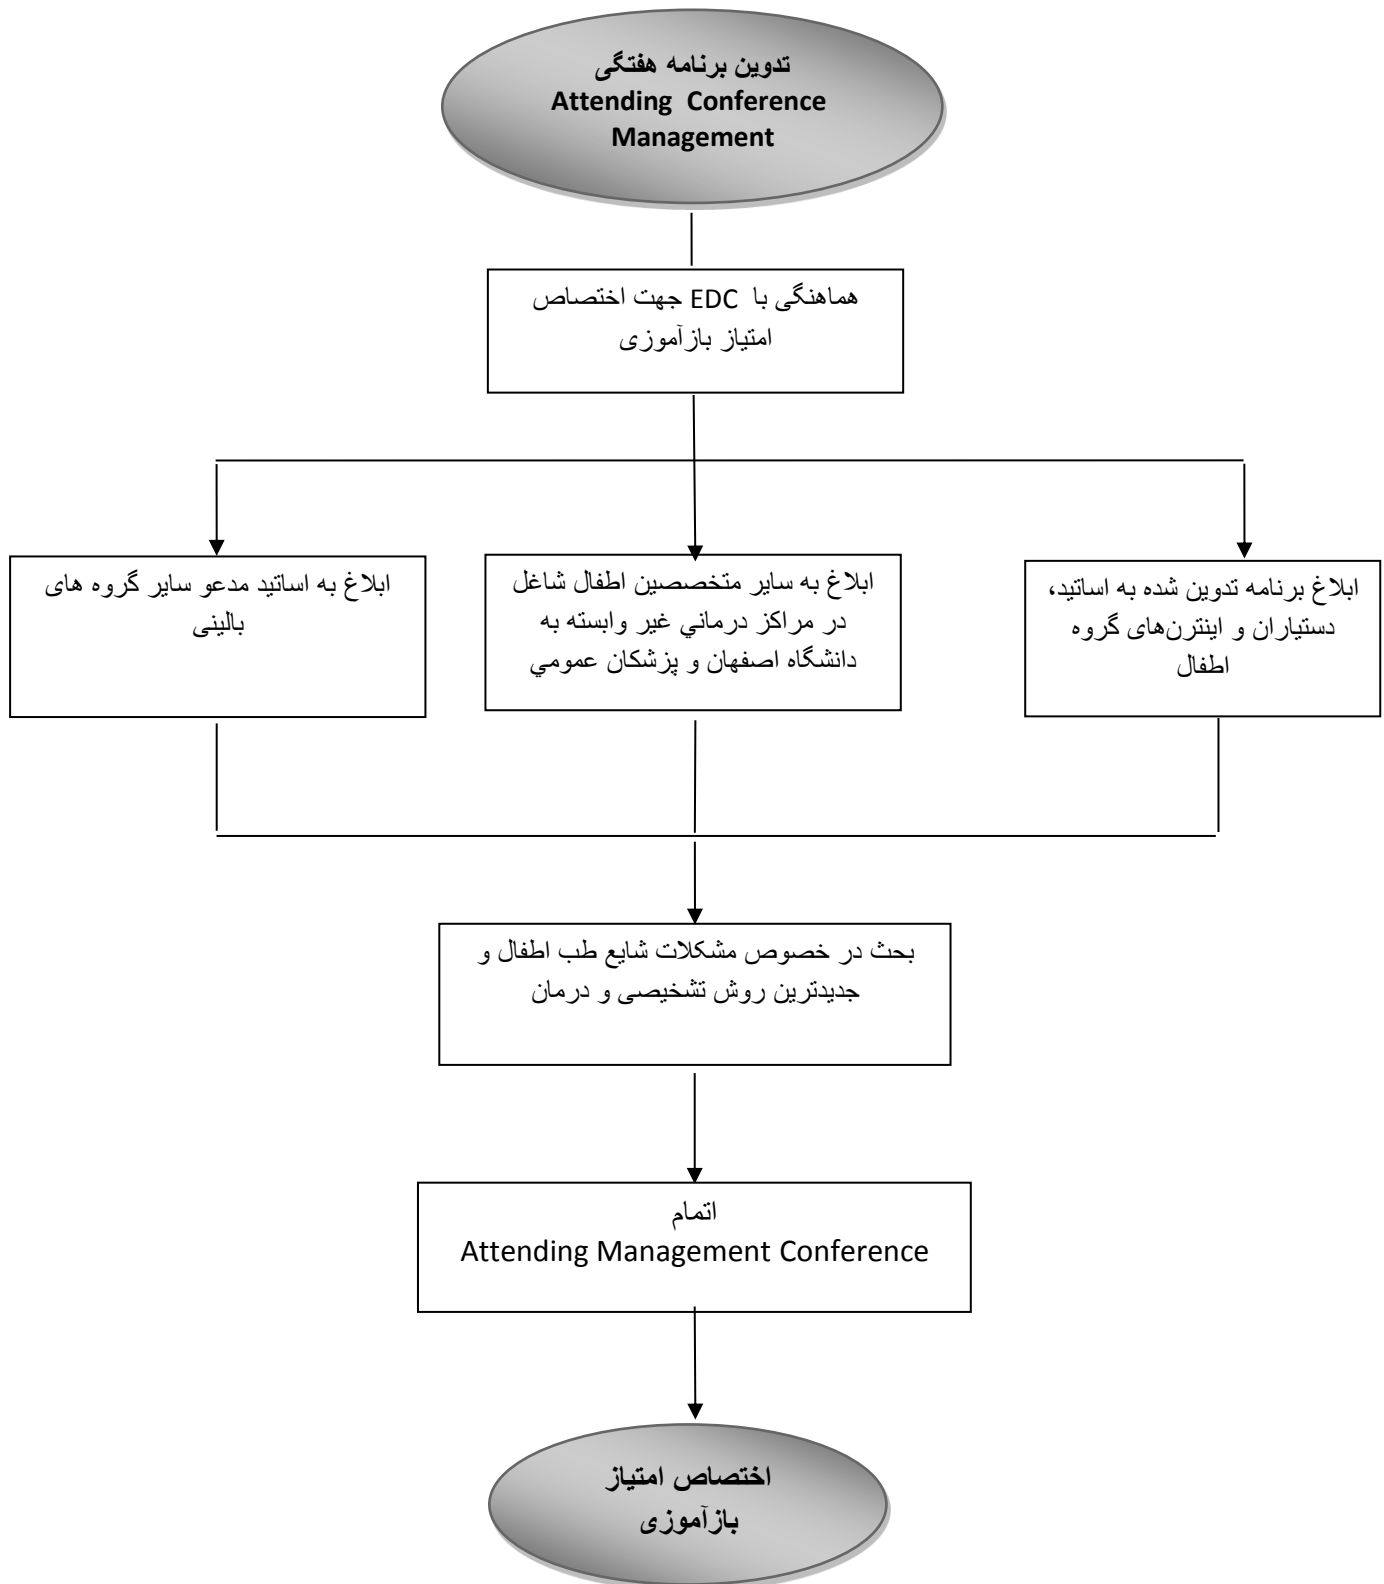 تدوین برنامه هفتگی
Attending Conference
Management
هماهنگی با EDC جهت اختصاص
امتیاز بازآموزی
ابلاغ برنامه تدوین شده به اساتید،
دستیاران و اینترن‌های گروه
اطفال
ابلاغ به سایر متخصصین اطفال شاغل
در مراکز درماني غیر وابسته به
دانشگاه اصفهان و پزشکان عمومي
ابلاغ به اساتید مدعو سایر گروه های
بالینی
بحث در خصوص مشکلات شایع طب اطفال و
جدیدترین روش تشخیصی و درمان
اتمام
Attending Management Conference
اختصاص امتیاز
بازآموزی